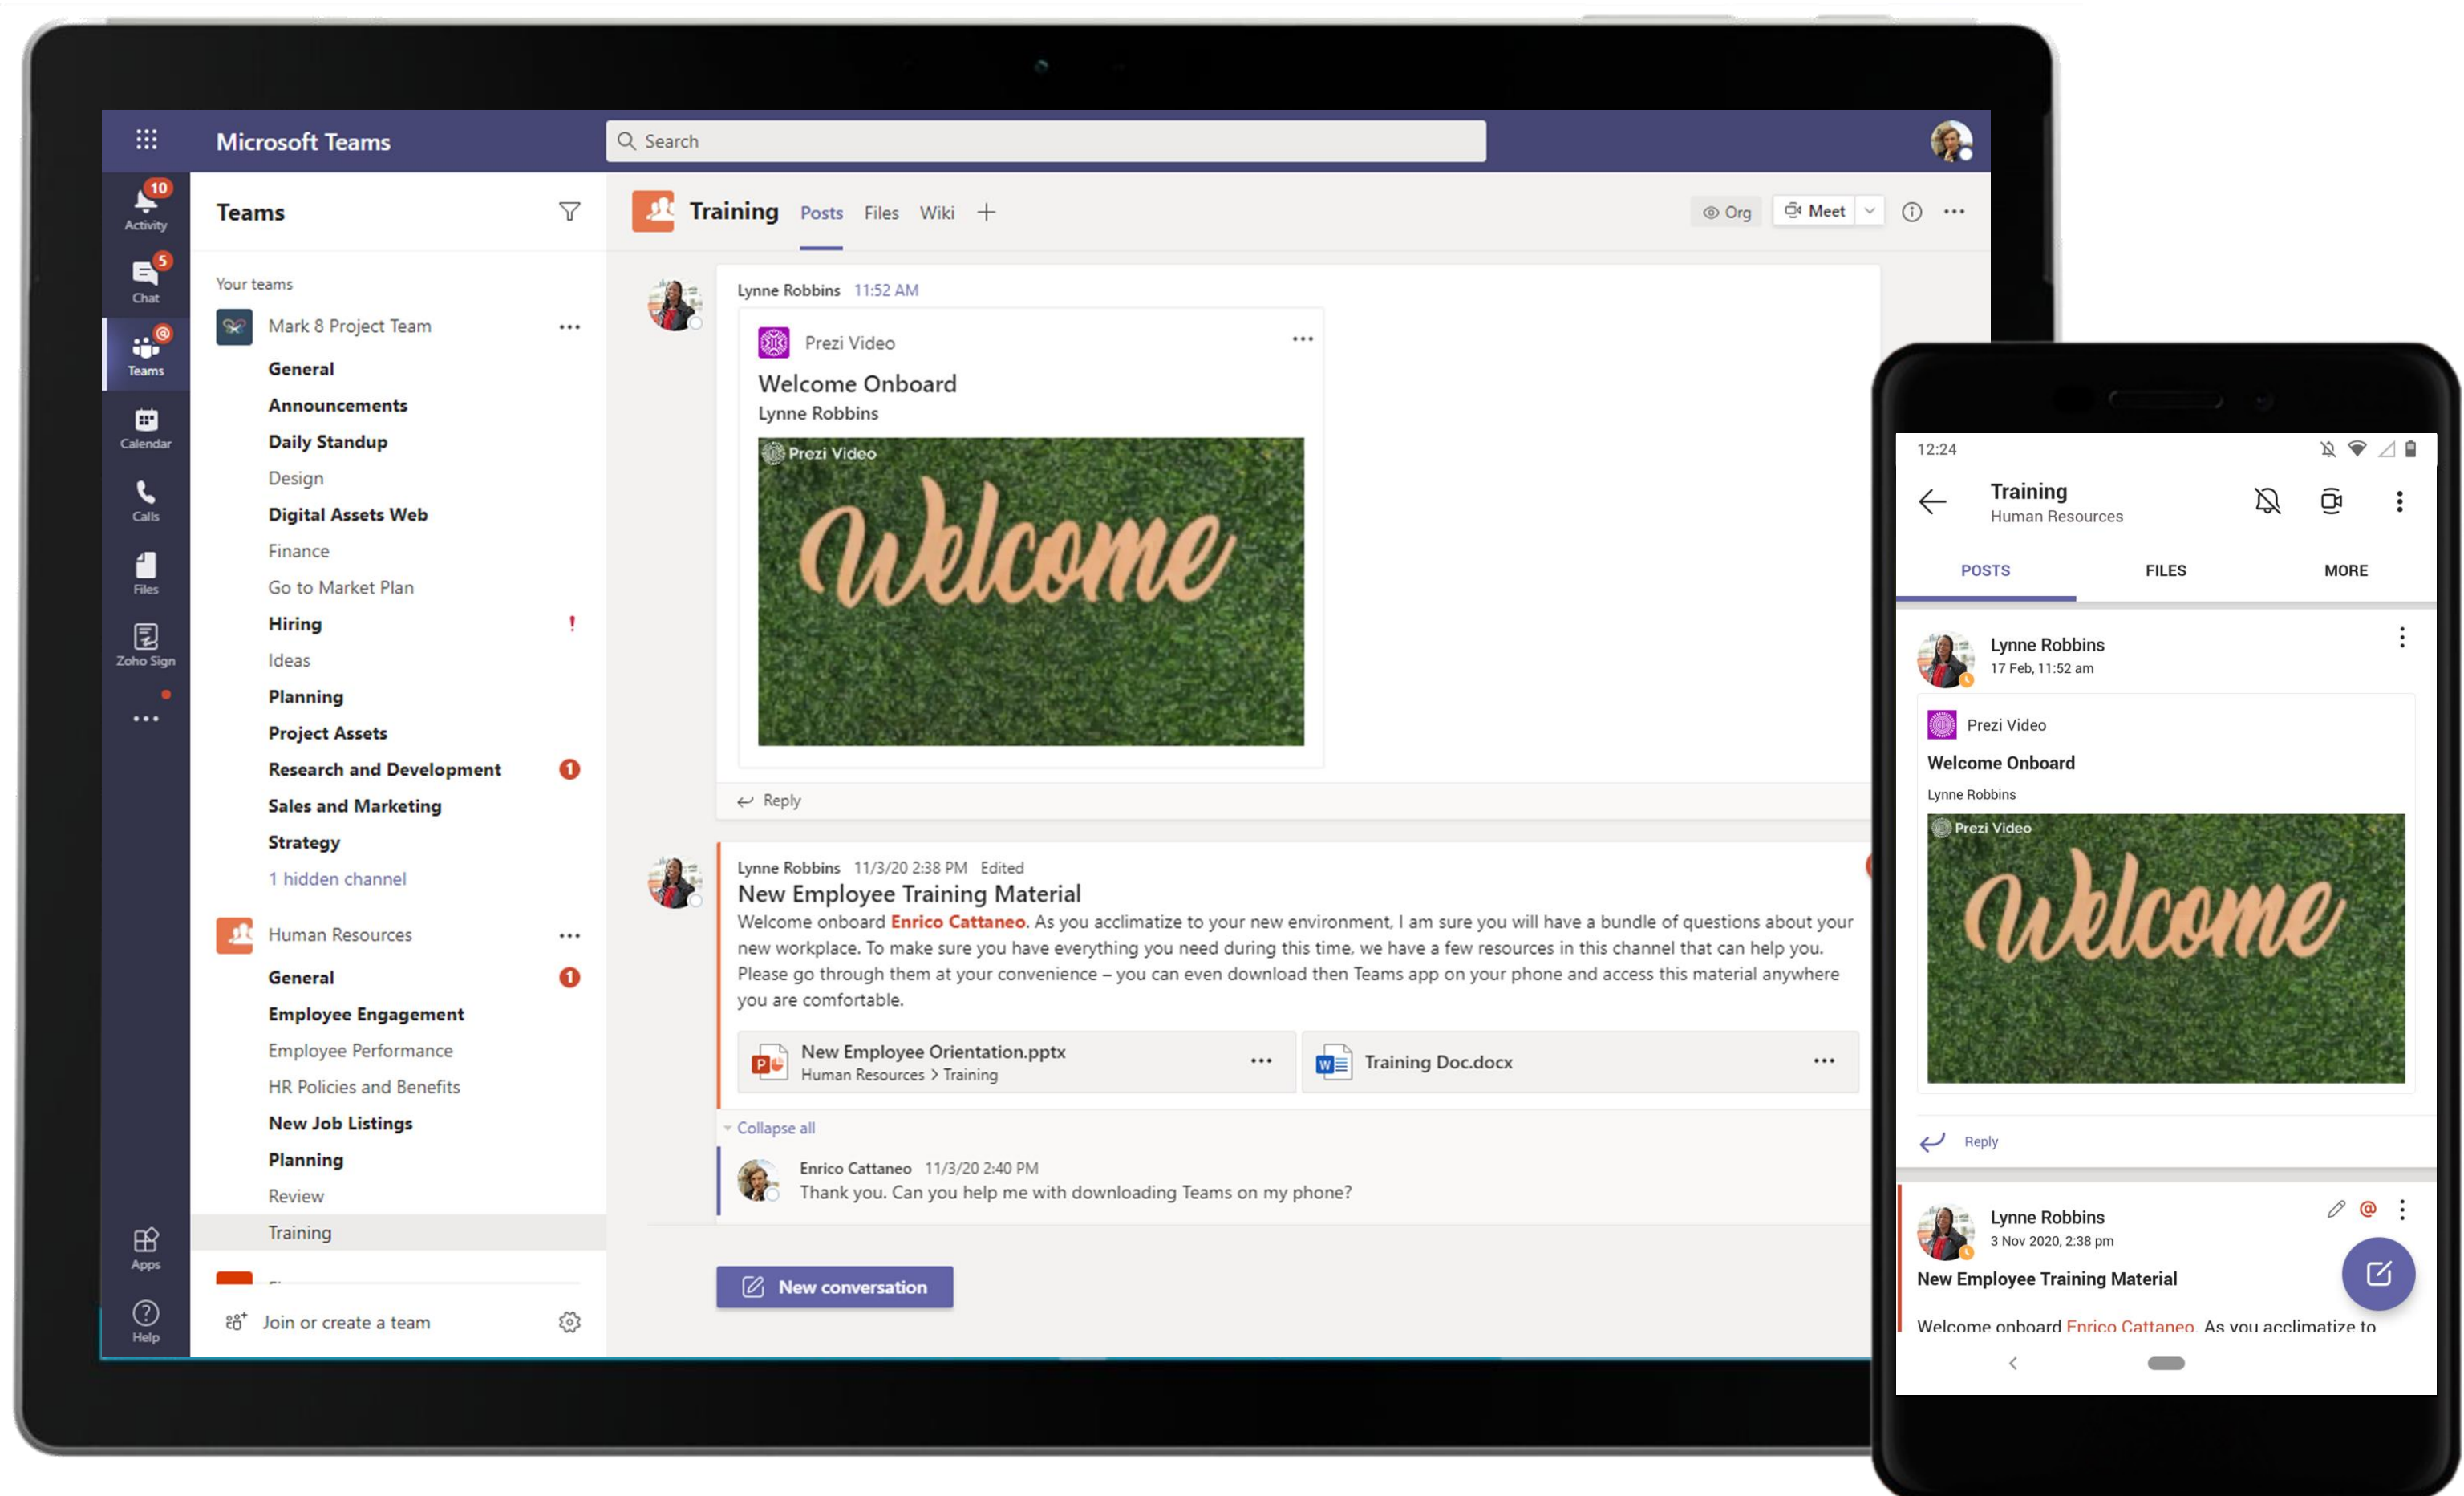 Microsoft Teams
Search
10
Activity
5
Chat
@
Teams
Calendar
Calls
Files
Zoho Sign
Apps
Help
Teams
Your teams
Mark 8 Project Team
General
Announcements
Daily Standup
Design
Digital Assets Web
Finance
Go to Market Plan
Hiring !
Ideas
Planning
Project Assets
Research and Development 1
Sales and Marketing
Strategy
1 hidden channel
Human Resources
General 1
Employee Engagement
Employee Performance
HR Policies and Benefits
New Job Listings
Planning
Review
Training
Join or create a team
Training Posts Files Wiki +
Org Meet
Lynne Robbins 11:52 AM
Prezi Video
Welcome Onboard
Lynne Robbins
Prezi Video
Welcome
Reply
Lynne Robbins 11/3/20 2:38 PM Edited
New Employee Training Material
Welcome onboard Enrico Cattaneo. As you acclimatize to your new environment, I am sure you will have a bundle of questions about your
new workplace. To make sure you have everything you need during this time, we have a few resources in this channel that can help you.
Please go through them at your convenience – you can even download then Teams app on your phone and access this material anywhere
you are comfortable.
P New Employee Orientation.pptx
Human Resources > Training
W Training Doc.docx
Collapse all
Enrico Cattaneo 11/3/20 2:40 PM
Thank you. Can you help me with downloading Teams on my phone?
New conversation
12:24
Training
Human Resources
POSTS FILES MORE
Lynne Robbins
17 Feb, 11:52 am
Prezi Video
Welcome Onboard
Lynne Robbins
Prezi Video
Welcome
Reply
Lynne Robbins @
3 Nov 2020, 2:38 pm
New Employee Training Material
Welcome onboard Enrico Cattaneo. As you acclimatize to